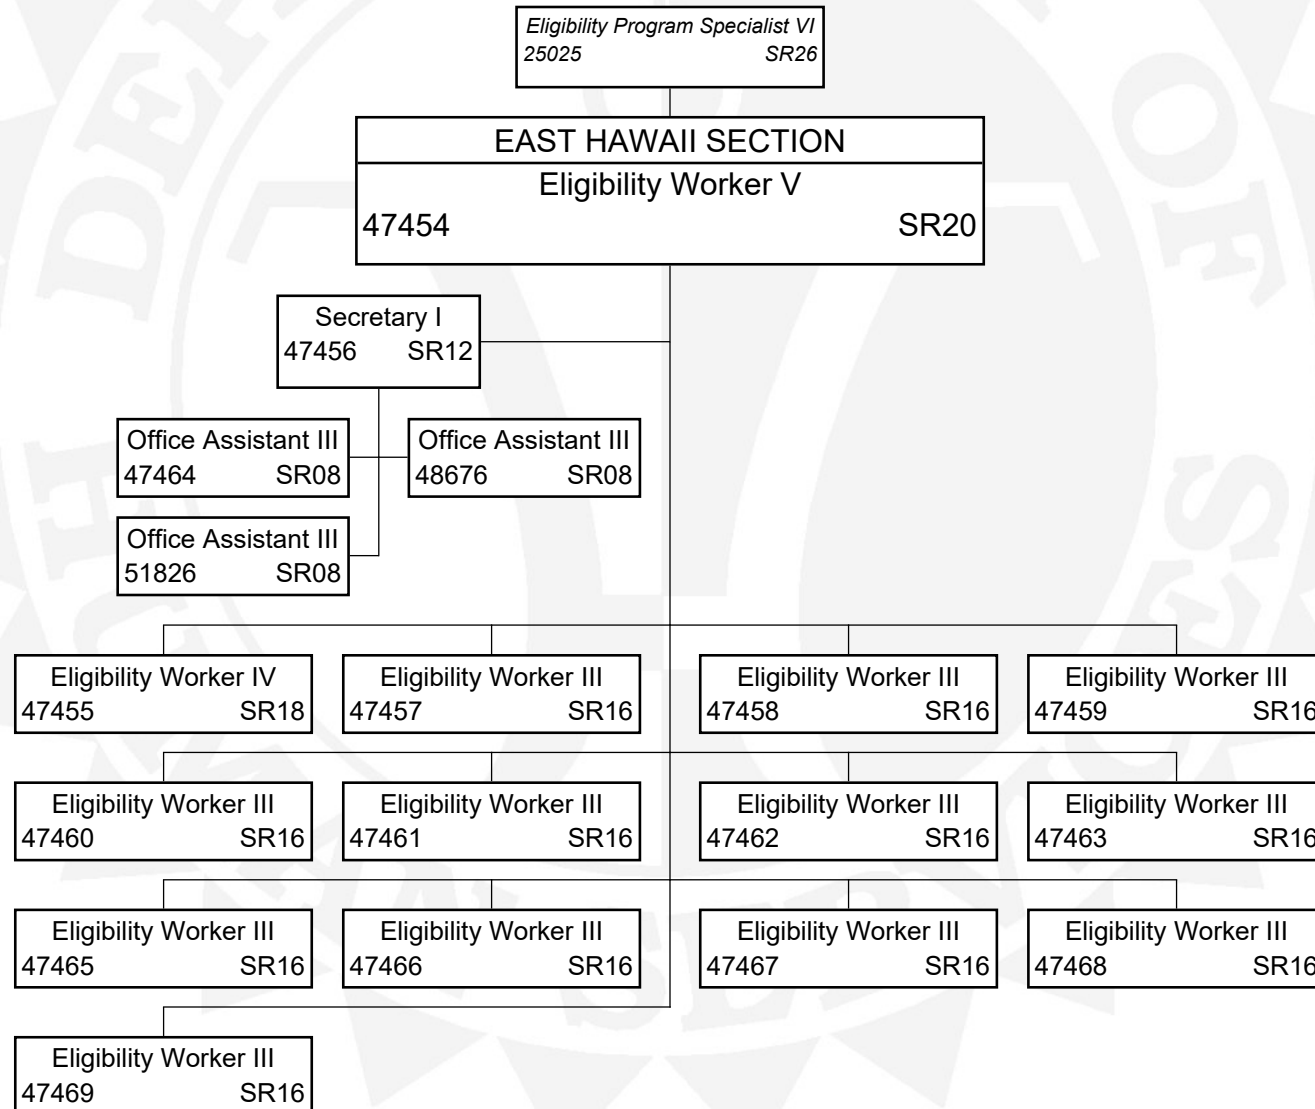 Eligibility Program Specialist VI
25025 SR26
EAST HAWAII SECTION
Eligibility Worker V
47454 SR20
Secretary I
47456 SR12
Office Assistant III
47464 SR08
Office Assistant III
48676 SR08
Office Assistant III
51826 SR08
Eligibility Worker IV
47455 SR18
Eligibility Worker III
47457 SR16
Eligibility Worker III
47458 SR16
Eligibility Worker III
47459 SR16
Eligibility Worker III
47460 SR16
Eligibility Worker III
47461 SR16
Eligibility Worker III
47462 SR16
Eligibility Worker III
47463 SR16
Eligibility Worker III
47465 SR16
Eligibility Worker III
47466 SR16
Eligibility Worker III
47467 SR16
Eligibility Worker III
47468 SR16
Eligibility Worker III
47469 SR16